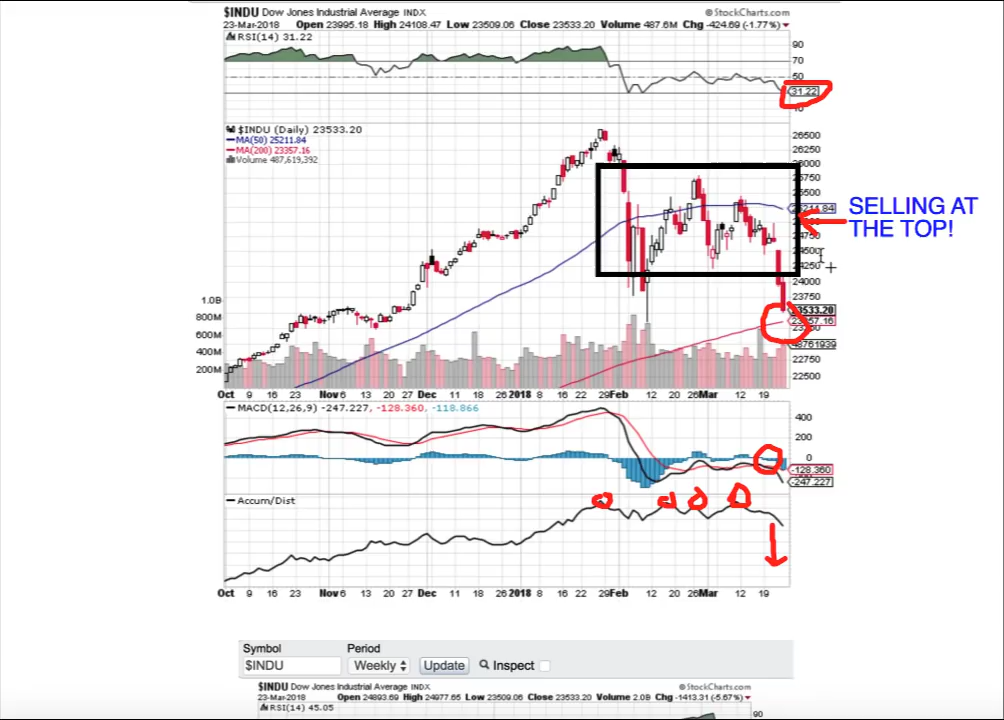 $INDU Dow Jones Industrial Average INDX
© StockCharts.com
23-Mar-2018 Open 23995.18 High 24108.47 Low 23509.06 Close 23533.20 Volume 487.6M Chg -424.69 (-1.77%)
RSI(14) 31.22
90
70
50
31.22
10
$INDU (Daily) 23533.20
MA(50) 25211.84
MA(200) 23357.16
Volume 487,619,392
26500
26250
26000
25750
25500
SELLING AT
THE TOP!
24750
24250
24000
23750
23533.20
1.0B
800M
600M
400M
200M
22750
22500
Oct 9 16 23 Nov 6 13 20 27 Dec 11 18 26 2018 8 16 22 29 Feb 12 20 26 Mar 12 19
MACD(12,26,9) -247.227, -128.360, -118.866
400
200
0
-128.360
-247.227
Accum/Dist
Oct 9 16 23 Nov 6 13 20 27 Dec 11 18 26 2018 8 16 22 29 Feb 12 20 26 Mar 12 19
Symbol Period
$INDU Weekly Update Inspect
$INDU Dow Jones Industrial Average INDX
© StockCharts.com
23-Mar-2018 Open 24893.69 High 24977.65 Low 23509.06 Close 23533.20 Volume 2.0B Chg -1413.31 (-5.67%)
RSI(14) 45.05
90